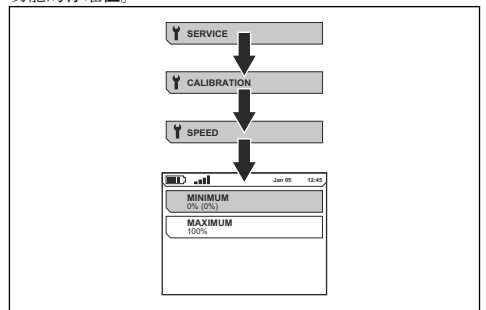 SERVICE
CALIBRATION
SPEED
Jan 05 12:45
MINIMUM
0% (0%)
MAXIMUM
100%